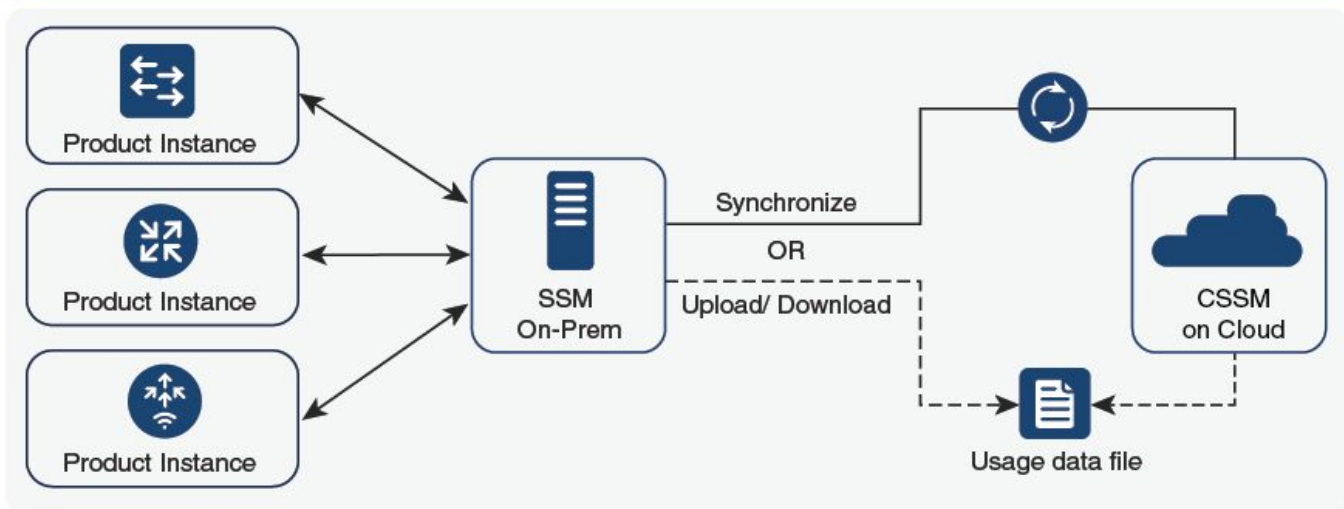 Product Instance
Product Instance
Product Instance
SSM
On-Prem
Synchronize
OR
Upload/ Download
CSSM
on Cloud
Usage data file